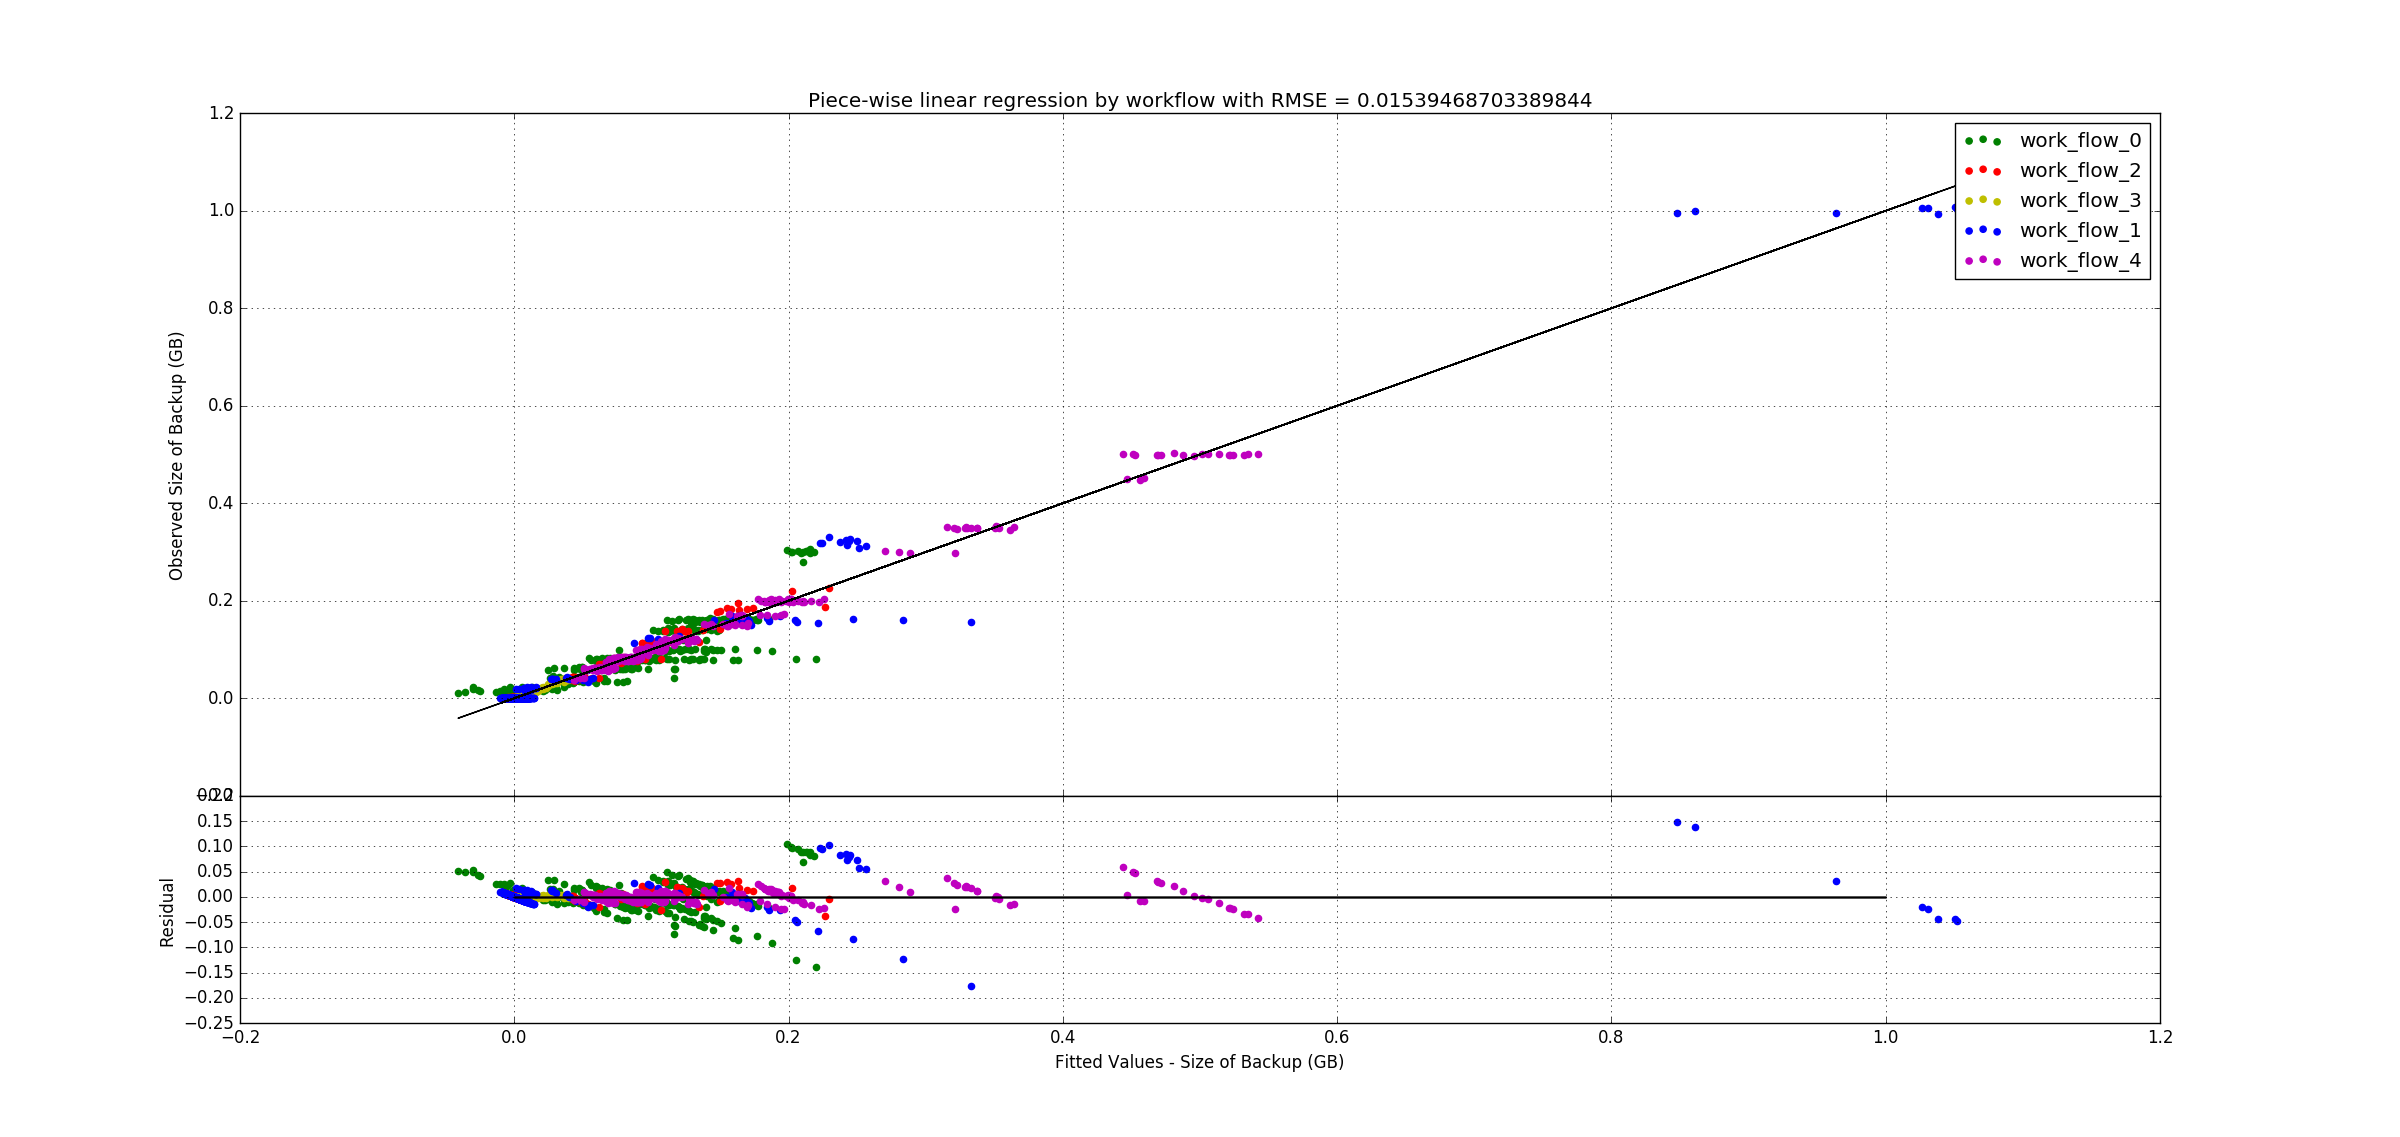 Piece-wise linear regression by workflow with RMSE = 0.01539468703389844
1.2
1.0
0.8
0.6
0.4
0.2
0.0
Observed Size of Backup (GB)
work_flow_0
work_flow_2
work_flow_3
work_flow_1
work_flow_4
0.15
0.10
0.05
0.00
−0.05
−0.10
−0.15
−0.20
−0.25
Residual
−0.2 0.0 0.2 0.4 0.6 0.8 1.0 1.2
Fitted Values - Size of Backup (GB)